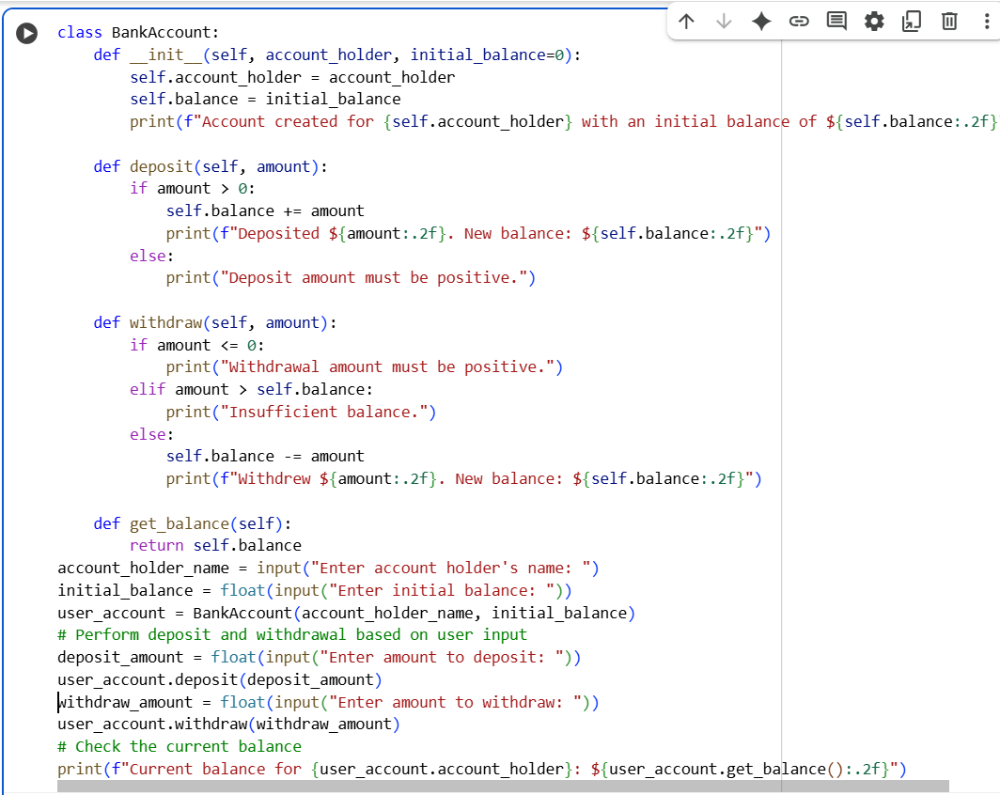 class BankAccount:
    def __init__(self, account_holder, initial_balance=0):
        self.account_holder = account_holder
        self.balance = initial_balance
        print(f"Account created for {self.account_holder} with an initial balance of ${self.balance:.2f}

    def deposit(self, amount):
        if amount > 0:
            self.balance += amount
            print(f"Deposited ${amount:.2f}. New balance: ${self.balance:.2f}")
        else:
            print("Deposit amount must be positive.")

    def withdraw(self, amount):
        if amount <= 0:
            print("Withdrawal amount must be positive.")
        elif amount > self.balance:
            print("Insufficient balance.")
        else:
            self.balance -= amount
            print(f"Withdrew ${amount:.2f}. New balance: ${self.balance:.2f}")

    def get_balance(self):
        return self.balance
account_holder_name = input("Enter account holder's name: ")
initial_balance = float(input("Enter initial balance: "))
user_account = BankAccount(account_holder_name, initial_balance)
# Perform deposit and withdrawal based on user input
deposit_amount = float(input("Enter amount to deposit: "))
user_account.deposit(deposit_amount)
withdraw_amount = float(input("Enter amount to withdraw: "))
user_account.withdraw(withdraw_amount)
# Check the current balance
print(f"Current balance for {user_account.account_holder}: ${user_account.get_balance():.2f}")